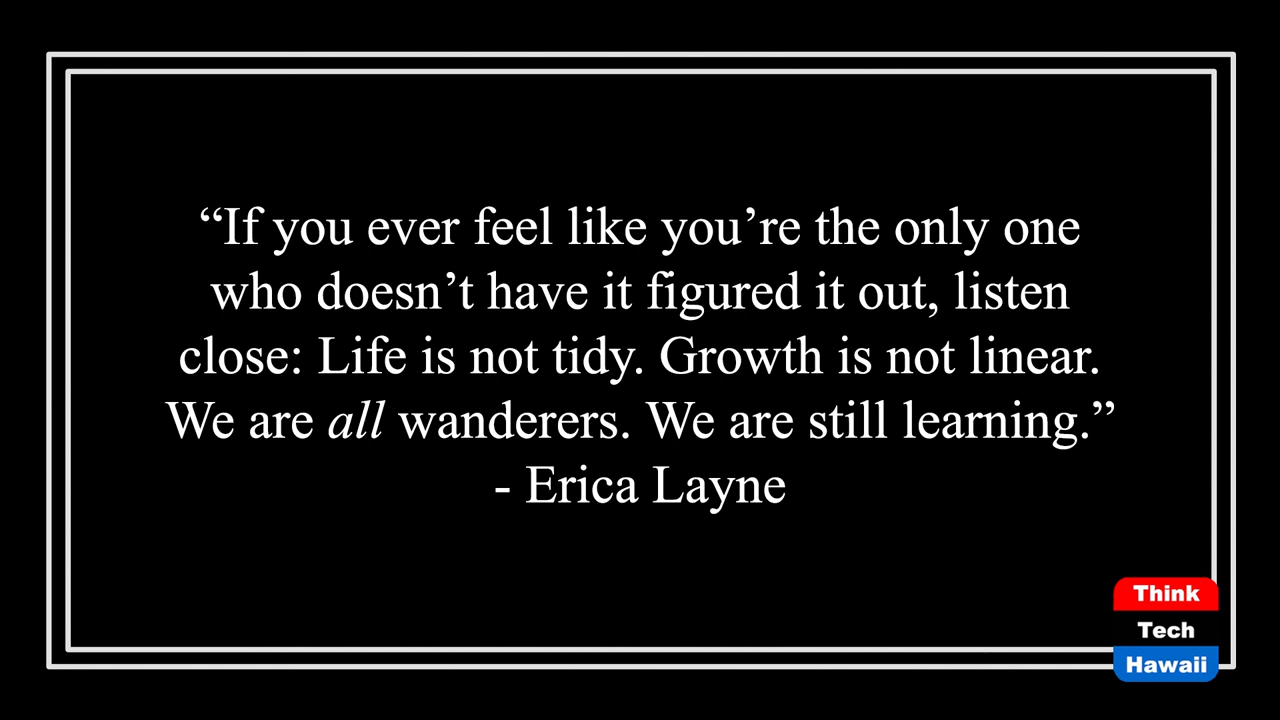 “If you ever feel like you’re the only one
who doesn’t have it figured it out, listen
close: Life is not tidy. Growth is not linear.
We are all wanderers. We are still learning.”
- Erica Layne
Think
Tech
Hawaii